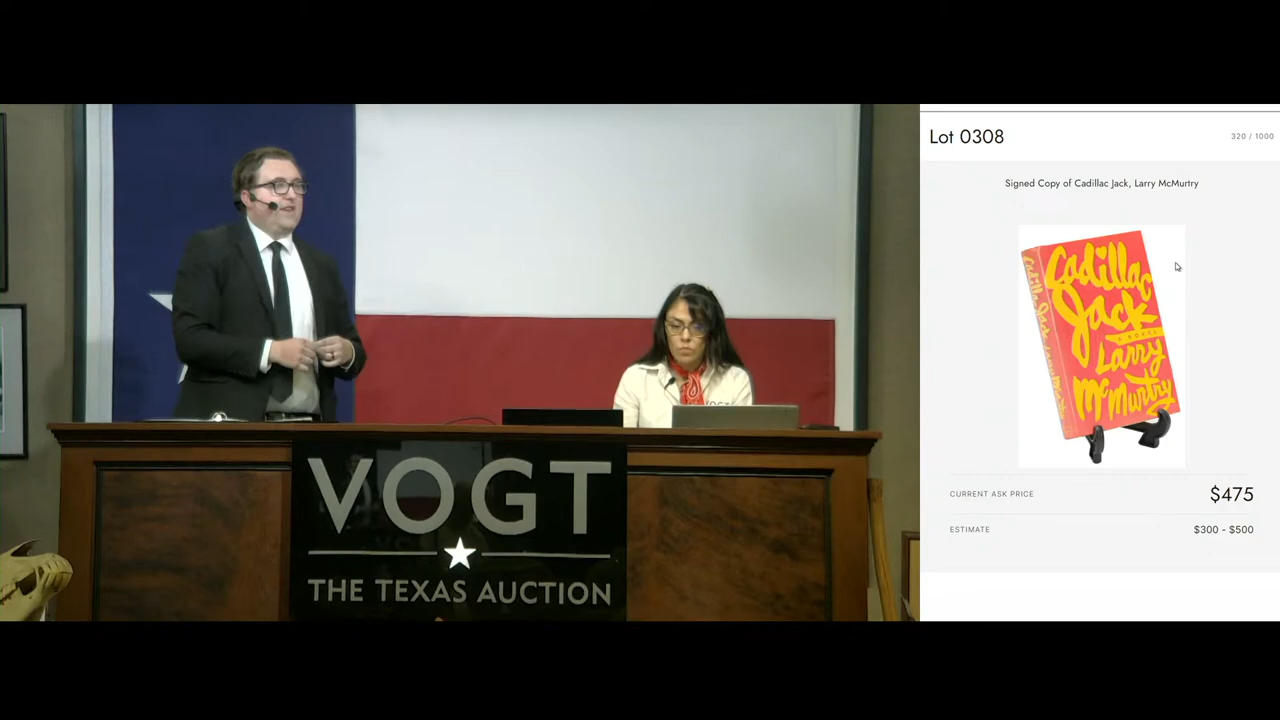 VOGT
THE TEXAS AUCTION
Lot 0308
320 / 1000
Signed Copy of Cadillac Jack, Larry McMurtry
Cadillac
Jack
A NOVEL
Larry
McMurtry
CURRENT ASK PRICE
$475
ESTIMATE
$300 - $500